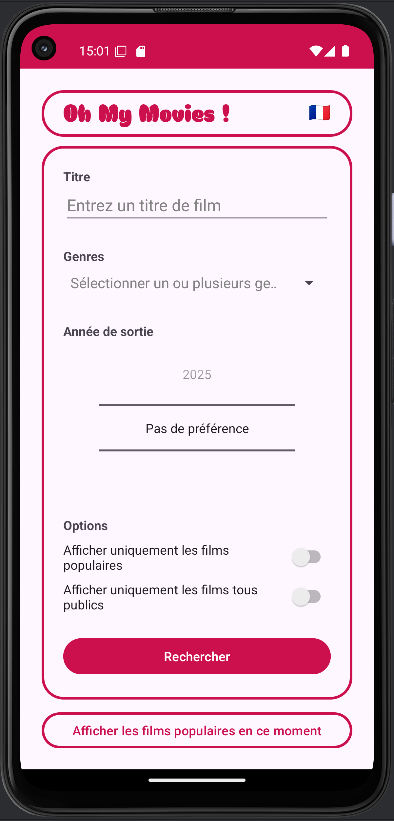 15:01
Oh My Movies !
Titre
Entrez un titre de film
Genres
Sélectionner un ou plusieurs ge..
Année de sortie
2025
Pas de préférence
Options
Afficher uniquement les films
populaires
Afficher uniquement les films tous
publics
Rechercher
Afficher les films populaires en ce moment